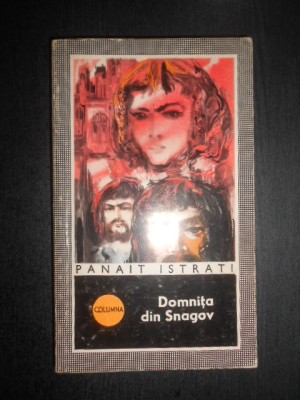 PANAIT ISTRATI
COLUMNA
Domnița
din Snagov